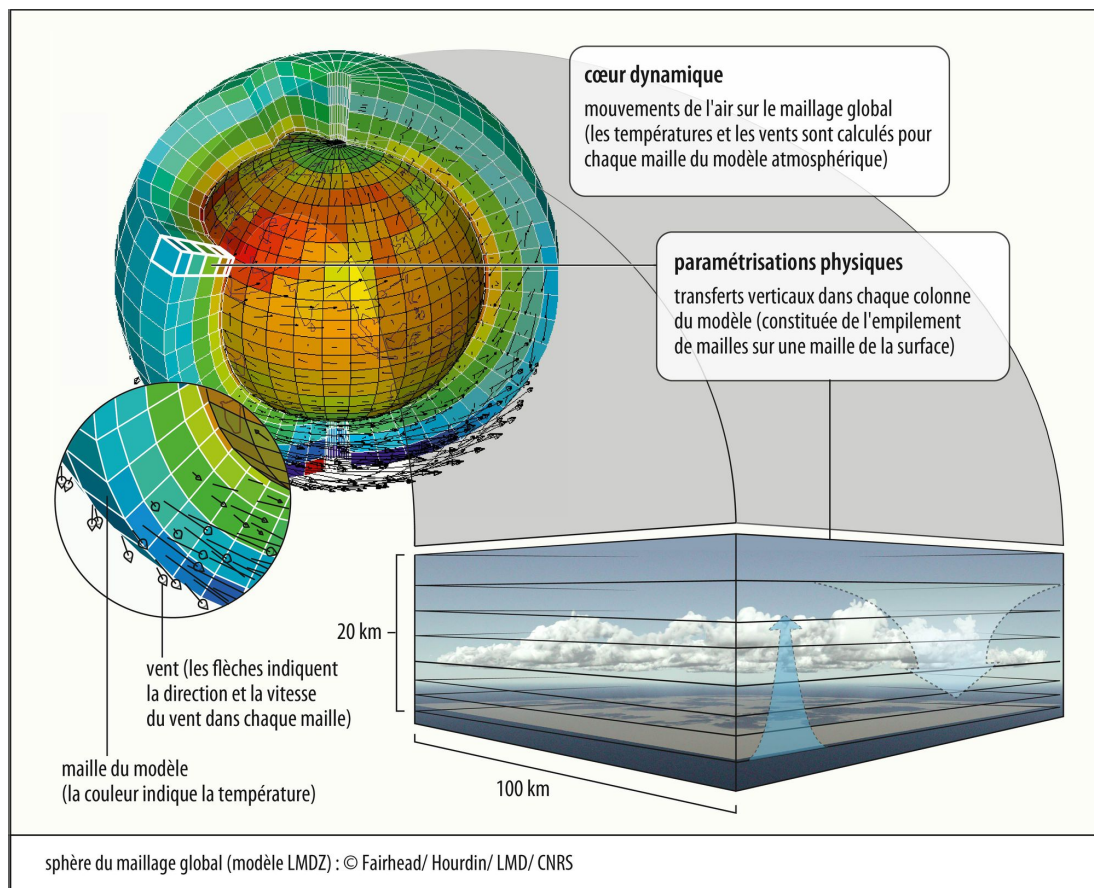 cœur dynamique
mouvements de l'air sur le maillage global
(les températures et les vents sont calculés pour
chaque maille du modèle atmosphérique)
paramétrisations physiques
transferts verticaux dans chaque colonne
du modèle (constituée de l'empilement
de mailles sur une maille de la surface)
20 km
vent (les flèches indiquent
la direction et la vitesse
du vent dans chaque maille)
maille du modèle
(la couleur indique la température)
100 km
sphère du maillage global (modèle LMDZ) : © Fairhead/ Hourdin/ LMD/ CNRS